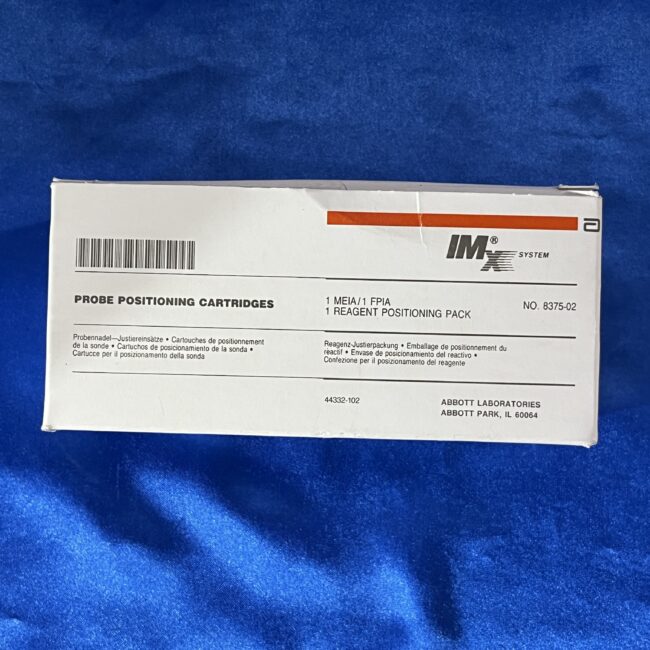 IMx® SYSTEM
PROBE POSITIONING CARTRIDGES
1 MEIA/1 FPIA
1 REAGENT POSITIONING PACK
NO. 8375-02
Probennadel—Justiereinsätze • Cartouches de positionnement
de la sonde • Cartuchos de posicionamiento de la sonda •
Cartucce per il posizionamento della sonda
Reagenz-Justierpackung • Emballage de positionnement du
réactif • Envase de posicionamiento del reactivo •
Confezione per il posizionamento del reagente
44332-102
ABBOTT LABORATORIES
ABBOTT PARK, IL 60064